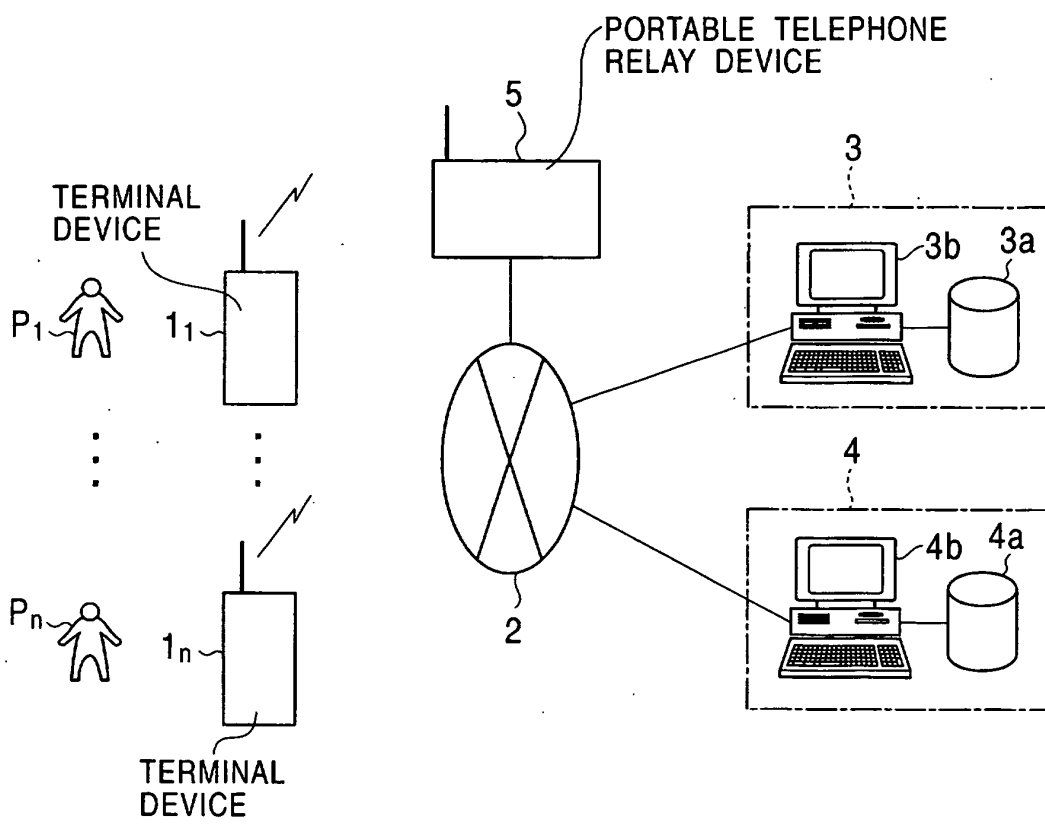 PORTABLE TELEPHONE
RELAY DEVICE
5
3
TERMINAL
DEVICE
3b
3a
P1
11
4
4b
4a
Pn
1n
2
TERMINAL
DEVICE